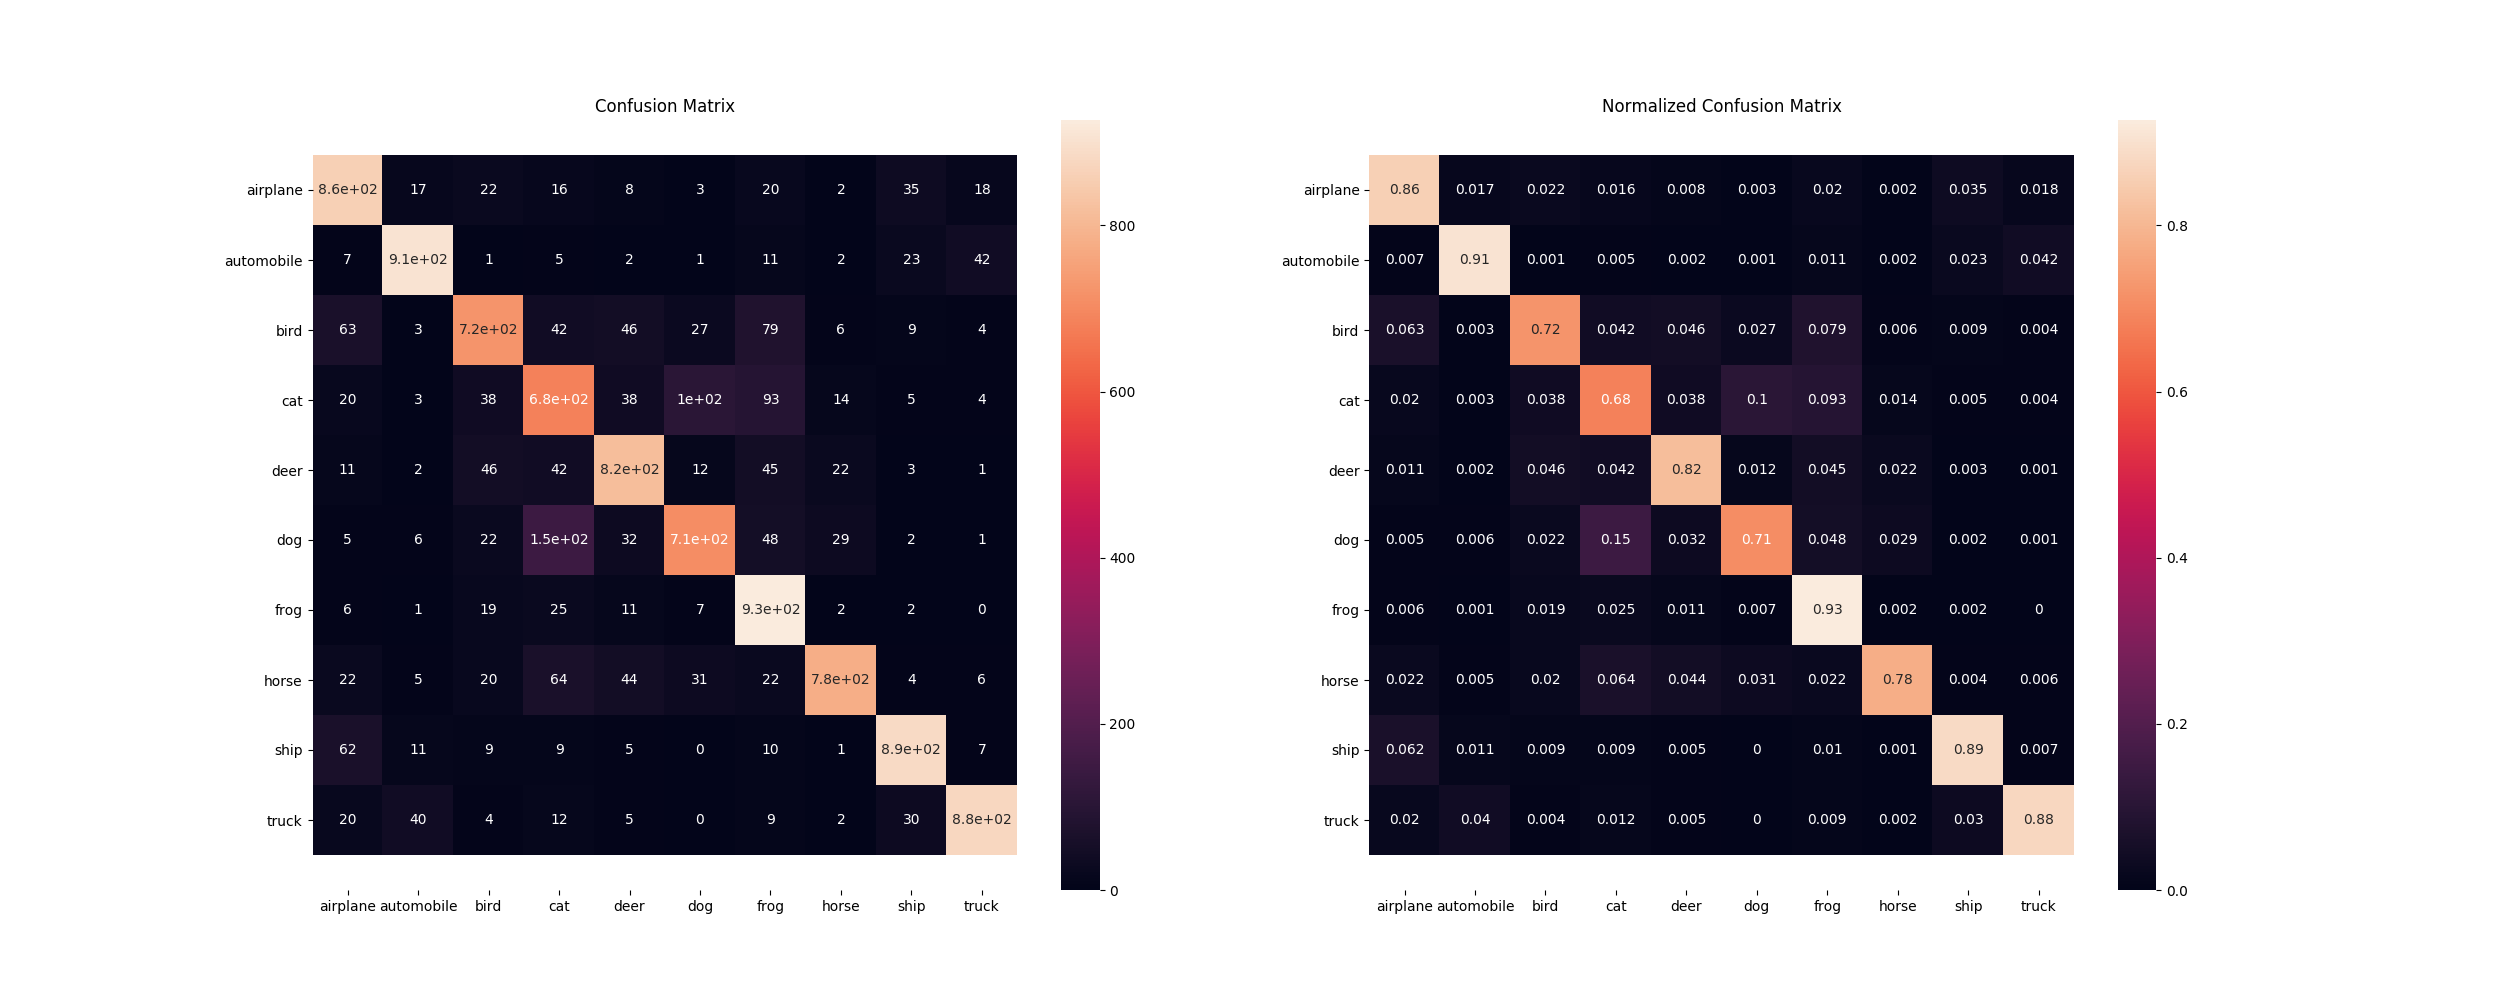 Confusion Matrix
airplane 8.6e+02 17 22 16 8 3 20 2 35 18
automobile 7 9.1e+02 1 5 2 1 11 2 23 42
bird 63 3 7.2e+02 42 46 27 79 6 9 4
cat 20 3 38 6.8e+02 38 1e+02 93 14 5 4
deer 11 2 46 42 8.2e+02 12 45 22 3 1
dog 5 6 22 1.5e+02 32 7.1e+02 48 29 2 1
frog 6 1 19 25 11 7 9.3e+02 2 2 0
horse 22 5 20 64 44 31 22 7.8e+02 4 6
ship 62 11 9 9 5 0 10 1 8.9e+02 7
truck 20 40 4 12 5 0 9 2 30 8.8e+02
airplane automobile bird cat deer dog frog horse ship truck
800
600
400
200
0
Normalized Confusion Matrix
airplane 0.86 0.017 0.022 0.016 0.008 0.003 0.02 0.002 0.035 0.018
automobile 0.007 0.91 0.001 0.005 0.002 0.001 0.011 0.002 0.023 0.042
bird 0.063 0.003 0.72 0.042 0.046 0.027 0.079 0.006 0.009 0.004
cat 0.02 0.003 0.038 0.68 0.038 0.1 0.093 0.014 0.005 0.004
deer 0.011 0.002 0.046 0.042 0.82 0.012 0.045 0.022 0.003 0.001
dog 0.005 0.006 0.022 0.15 0.032 0.71 0.048 0.029 0.002 0.001
frog 0.006 0.001 0.019 0.025 0.011 0.007 0.93 0.002 0.002 0
horse 0.022 0.005 0.02 0.064 0.044 0.031 0.022 0.78 0.004 0.006
ship 0.062 0.011 0.009 0.009 0.005 0 0.01 0.001 0.89 0.007
truck 0.02 0.04 0.004 0.012 0.005 0 0.009 0.002 0.03 0.88
airplane automobile bird cat deer dog frog horse ship truck
0.8
0.6
0.4
0.2
0.0